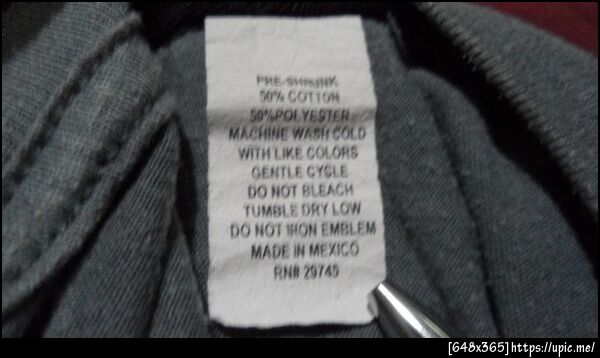 PRE-SHRUNK
50% COTTON
50% POLYESTER
MACHINE WASH COLD
WITH LIKE COLORS
GENTLE CYCLE
DO NOT BLEACH
TUMBLE DRY LOW
DO NOT IRON EMBLEM
MADE IN MEXICO
RN# 29745
[648x365]https://upic.me/